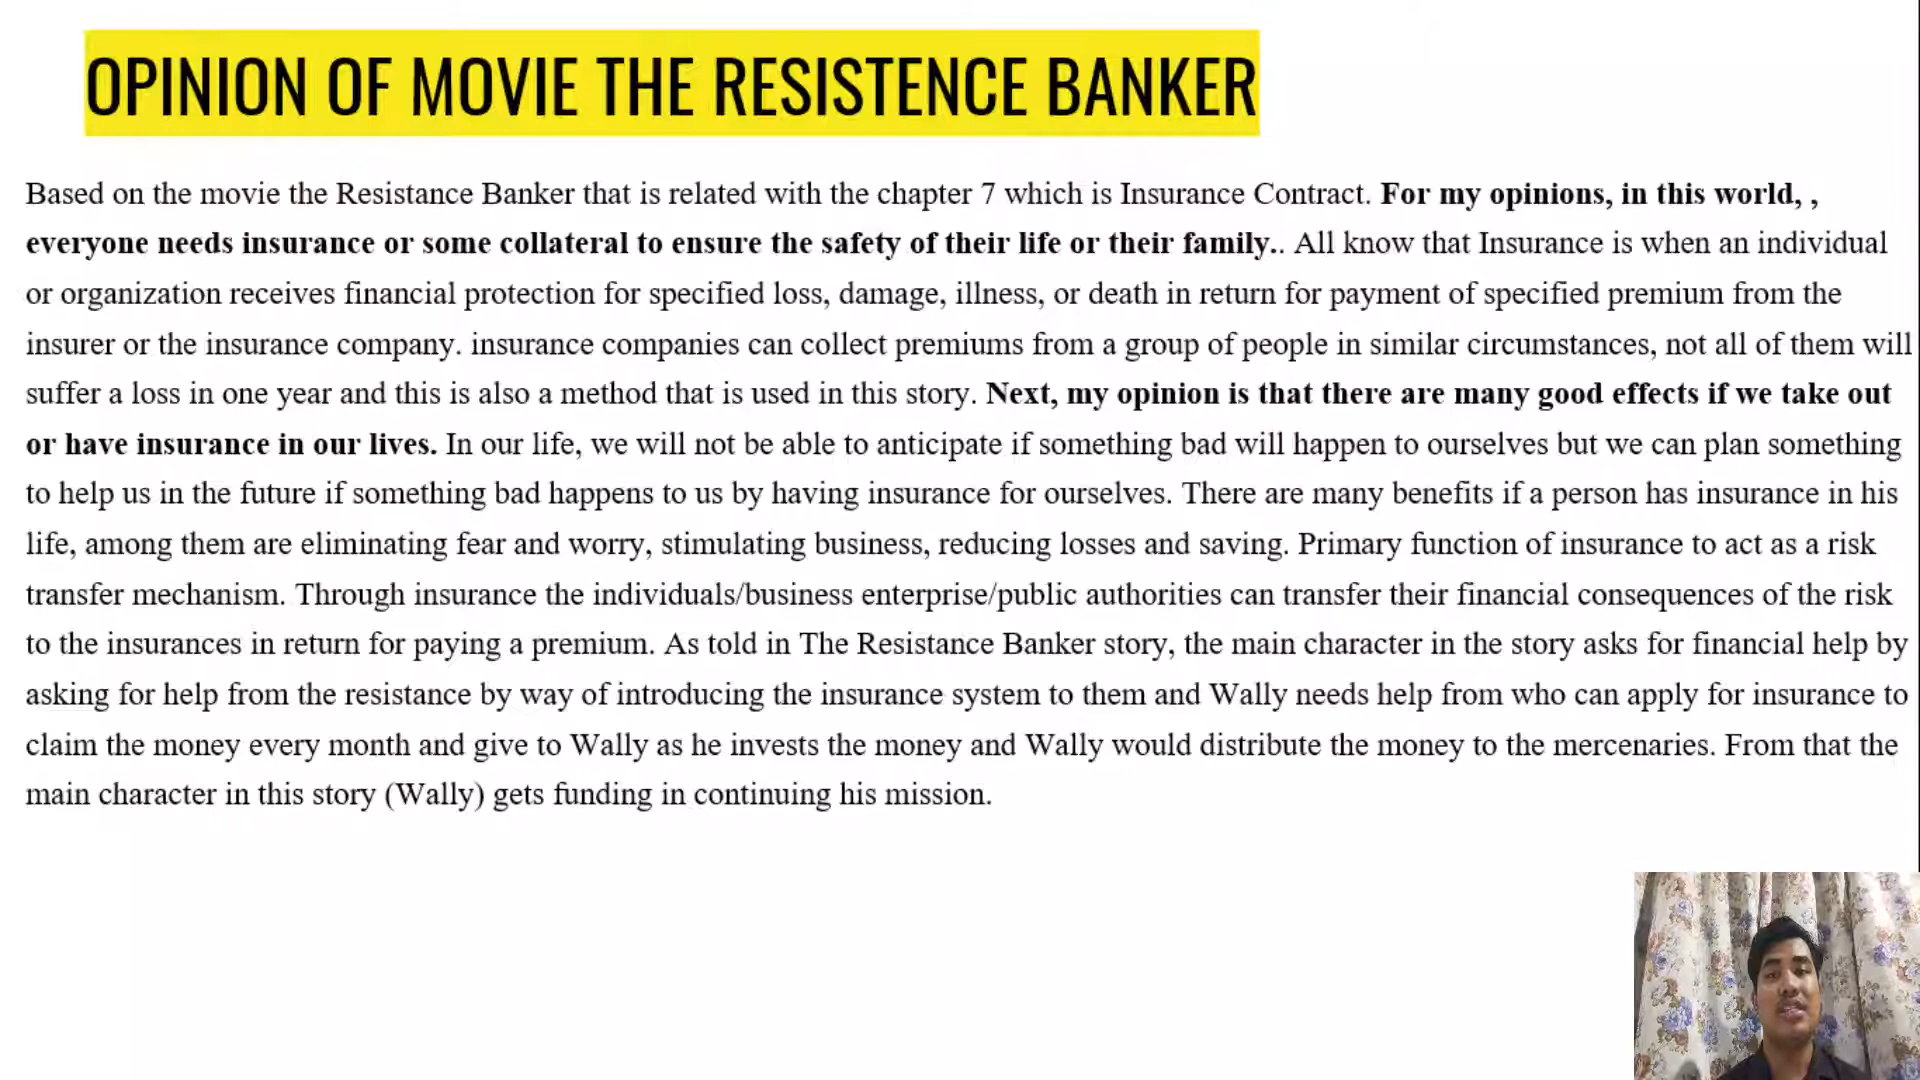 OPINION OF MOVIE THE RESISTENCE BANKER
Based on the movie the Resistance Banker that is related with the chapter 7 which is Insurance Contract. For my opinions, in this world, ,
everyone needs insurance or some collateral to ensure the safety of their life or their family.. All know that Insurance is when an individual
or organization receives financial protection for specified loss, damage, illness, or death in return for payment of specified premium from the
insurer or the insurance company. insurance companies can collect premiums from a group of people in similar circumstances, not all of them will
suffer a loss in one year and this is also a method that is used in this story. Next, my opinion is that there are many good effects if we take out
or have insurance in our lives. In our life, we will not be able to anticipate if something bad will happen to ourselves but we can plan something
to help us in the future if something bad happens to us by having insurance for ourselves. There are many benefits if a person has insurance in his
life, among them are eliminating fear and worry, stimulating business, reducing losses and saving. Primary function of insurance to act as a risk
transfer mechanism. Through insurance the individuals/business enterprise/public authorities can transfer their financial consequences of the risk
to the insurances in return for paying a premium. As told in The Resistance Banker story, the main character in the story asks for financial help by
asking for help from the resistance by way of introducing the insurance system to them and Wally needs help from who can apply for insurance to
claim the money every month and give to Wally as he invests the money and Wally would distribute the money to the mercenaries. From that the
main character in this story (Wally) gets funding in continuing his mission.